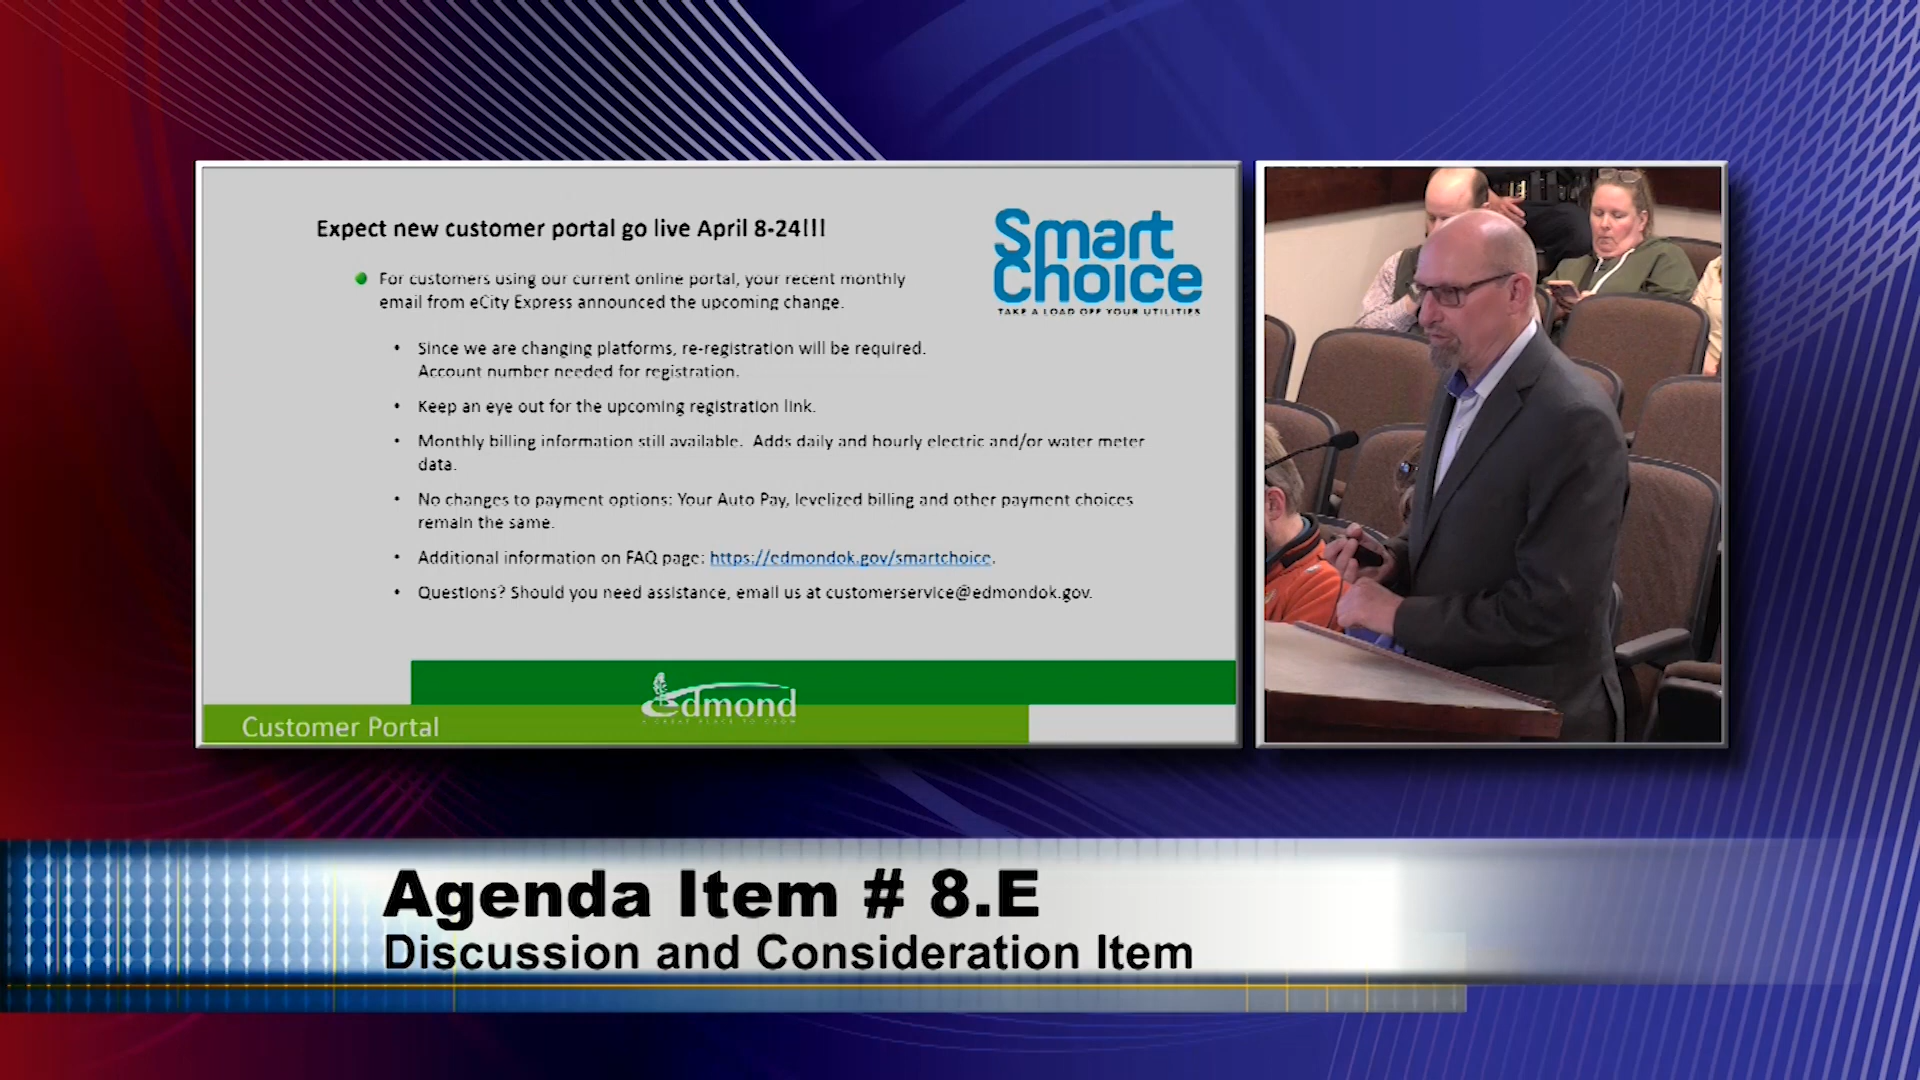 Expect new customer portal go live April 8-24!!!
Smart
Choice
TAKE A LOAD OFF YOUR UTILITIES
For customers using our current online portal, your recent monthly
email from eCity Express announced the upcoming change.
• Since we are changing platforms, re-registration will be required.
Account number needed for registration.
• Keep an eye out for the upcoming registration link.
• Monthly billing information still available. Adds daily and hourly electric and/or water meter
data.
• No changes to payment options: Your Auto Pay, levelized billing and other payment choices
remain the same.
• Additional information on FAQ page: https://edmondok.gov/smartchoice.
• Questions? Should you need assistance, email us at customerservice@edmondok.gov.
Edmond
A GREAT PLACE TO GROW
Customer Portal
Agenda Item # 8.E
Discussion and Consideration Item